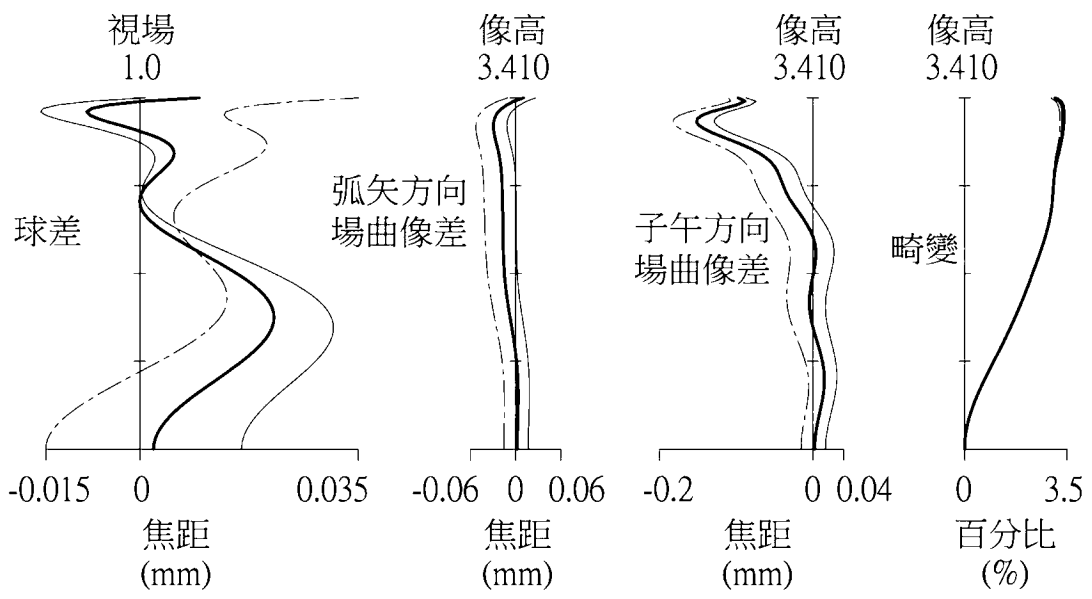 視場
1.0
球差
-0.015 0 0.035
焦距
(mm)
像高
3.410
弧矢方向
場曲像差
-0.06 0 0.06
焦距
(mm)
像高
3.410
子午方向
場曲像差
-0.2 0 0.04
焦距
(mm)
像高
3.410
畸變
0 3.5
百分比
(%)